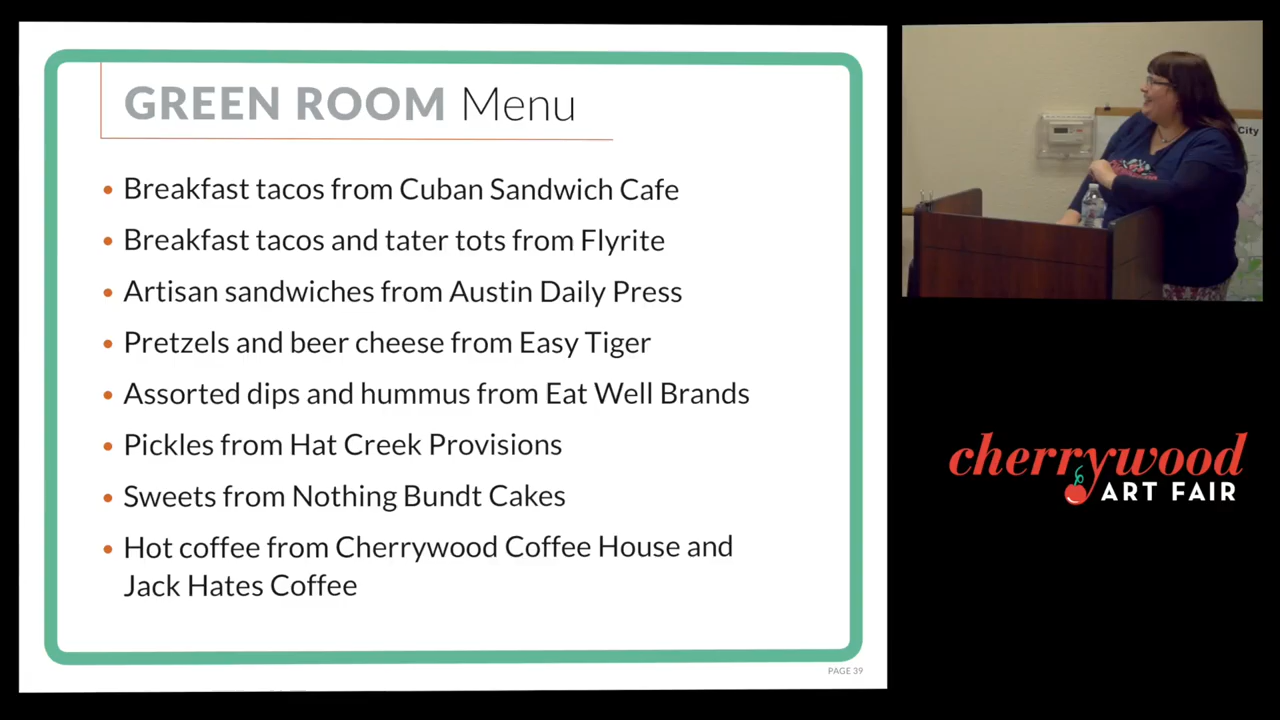 GREEN ROOM Menu
• Breakfast tacos from Cuban Sandwich Cafe
• Breakfast tacos and tater tots from Flyrite
• Artisan sandwiches from Austin Daily Press
• Pretzels and beer cheese from Easy Tiger
• Assorted dips and hummus from Eat Well Brands
• Pickles from Hat Creek Provisions
• Sweets from Nothing Bundt Cakes
• Hot coffee from Cherrywood Coffee House and
Jack Hates Coffee
PAGE 39
City
cherrywood
ART FAIR